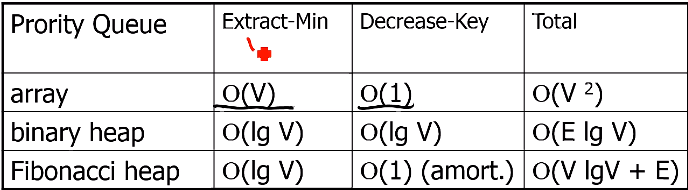 Prority Queue Extract-Min Decrease-Key Total
array O(V) O(1) O(V ²)
binary heap O(lg V) O(lg V) O(E lg V)
Fibonacci heap O(lg V) O(1) (amort.) O(V lgV + E)